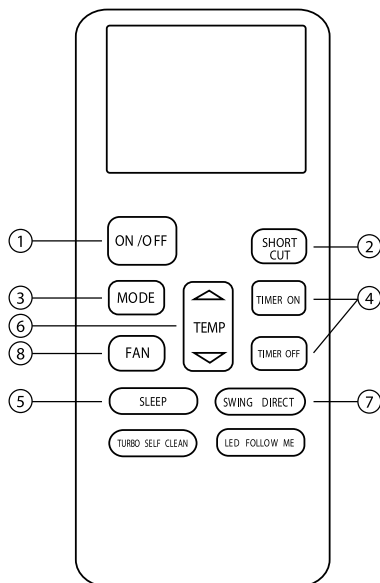 ON /OFF
1
SHORT
CUT
2
3
MODE
TIMER ON
4
6
TEMP
8
FAN
TIMER OFF
5
SLEEP
SWING DIRECT
7
TURBO SELF CLEAN
LED FOLLOW ME